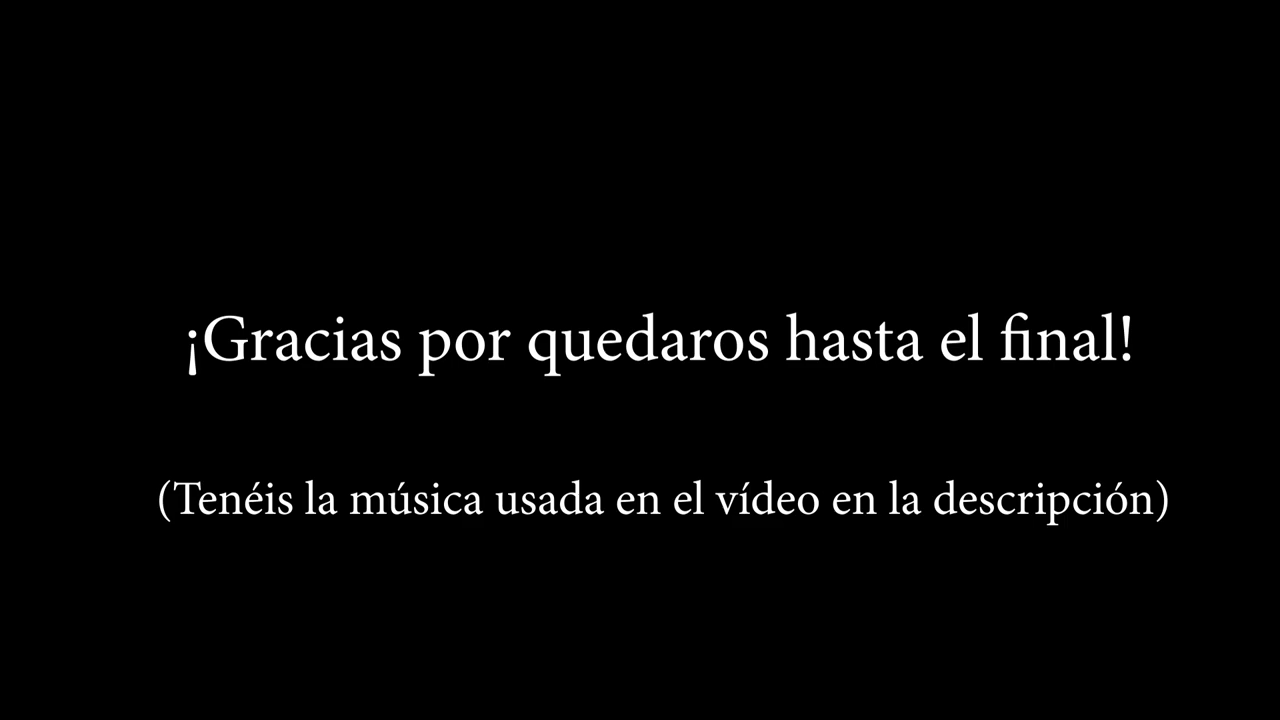 ¡Gracias por quedaros hasta el final!
(Tenéis la música usada en el vídeo en la descripción)